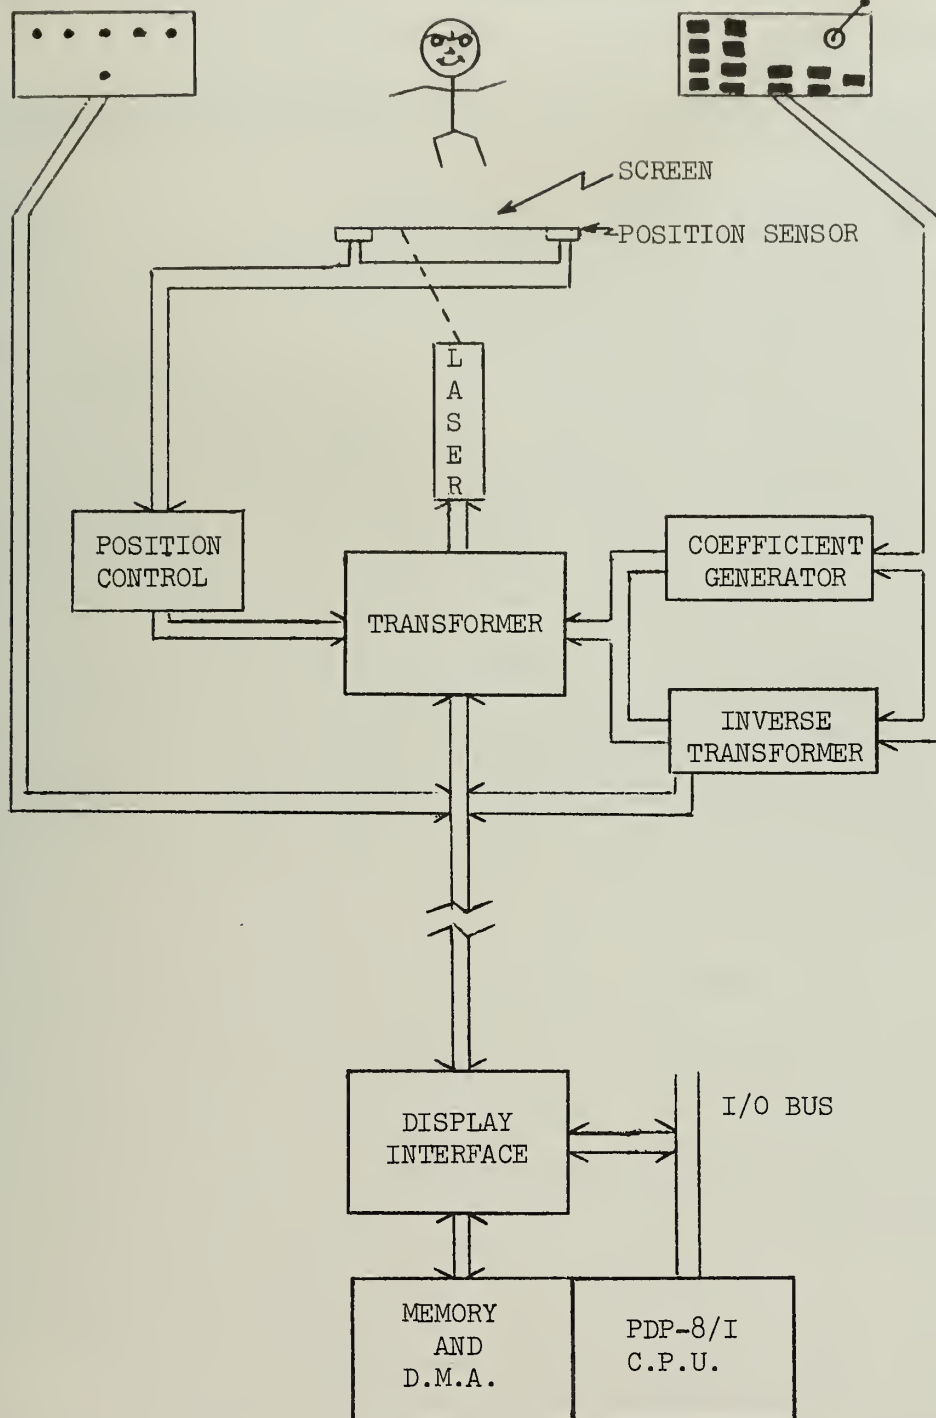 SCREEN
POSITION SENSOR
L
A
S
E
R
POSITION
CONTROL
TRANSFORMER
COEFFICIENT
GENERATOR
INVERSE
TRANSFORMER
I/O BUS
DISPLAY
INTERFACE
MEMORY
AND
D.M.A.
PDP-8/I
C.P.U.